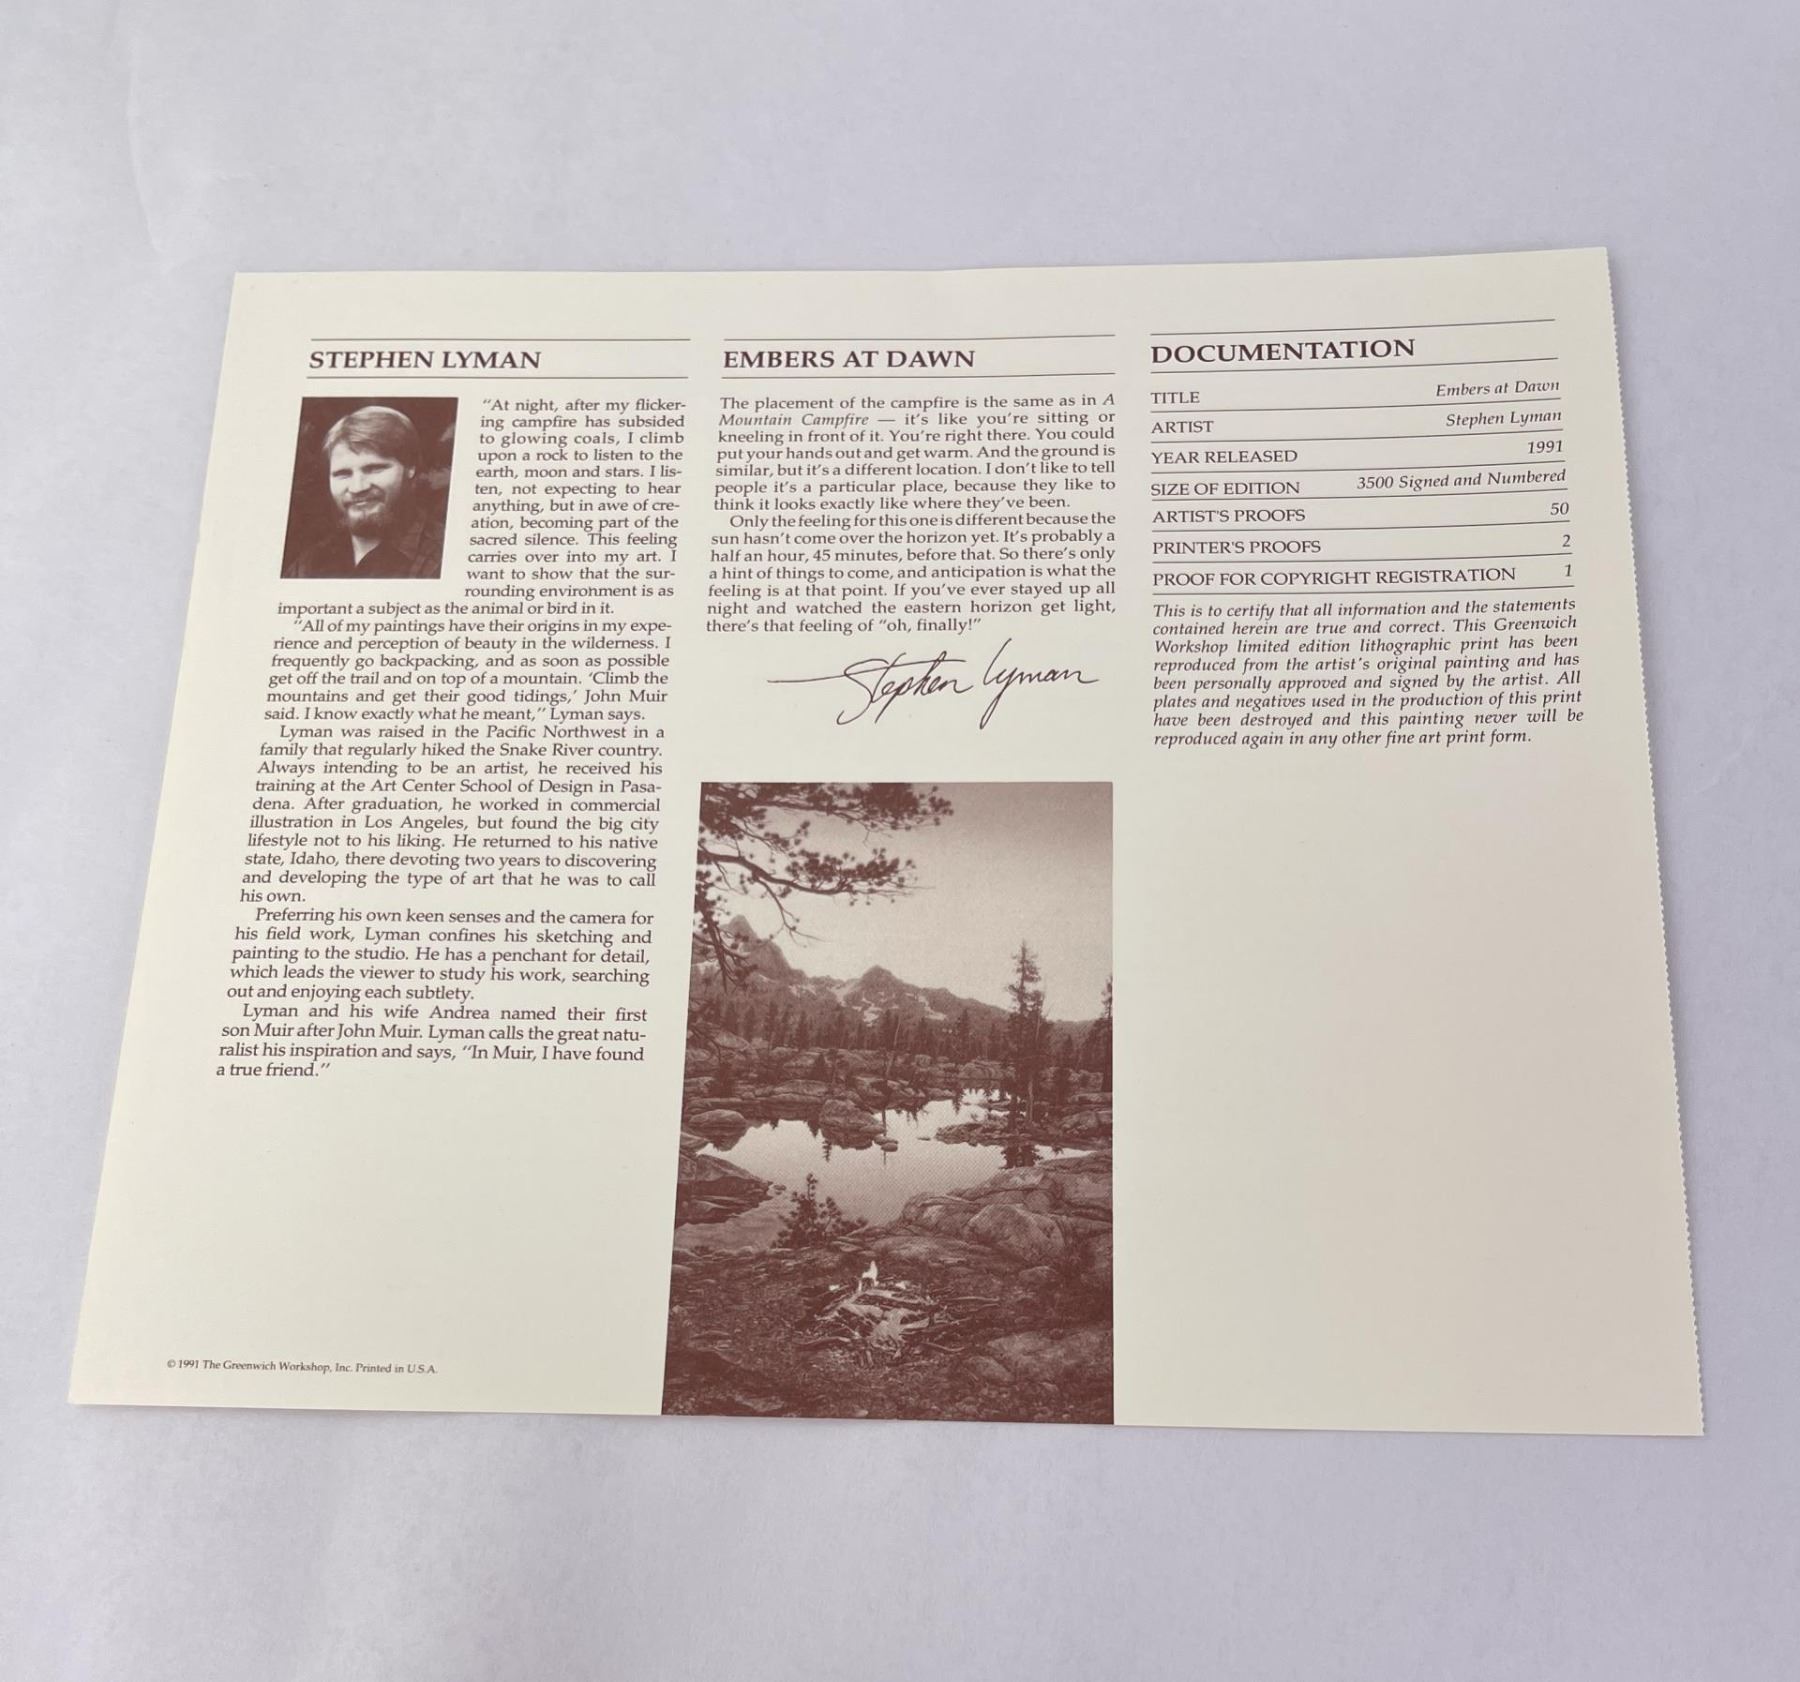 STEPHEN LYMAN
"At night, after my flicker-
ing campfire has subsided
to glowing coals, I climb
upon a rock to listen to the
earth, moon and stars. I lis-
ten, not expecting to hear
anything, but in awe of cre-
ation, becoming part of the
sacred silence. This feeling
carries over into my art. I
want to show that the sur-
rounding environment is as
important a subject as the animal or bird in it.
"All of my paintings have their origins in my expe-
rience and perception of beauty in the wilderness. I
frequently go backpacking, and as soon as possible
get off the trail and on top of a mountain. 'Climb the
mountains and get their good tidings,' John Muir
said. I know exactly what he meant," Lyman says.
Lyman was raised in the Pacific Northwest in a
family that regularly hiked the Snake River country.
Always intending to be an artist, he received his
training at the Art Center School of Design in Pasa-
dena. After graduation, he worked in commercial
illustration in Los Angeles, but found the big city
lifestyle not to his liking. He returned to his native
state, Idaho, there devoting two years to discovering
and developing the type of art that he was to call
his own.
Preferring his own keen senses and the camera for
his field work, Lyman confines his sketching and
painting to the studio. He has a penchant for detail,
which leads the viewer to study his work, searching
out and enjoying each subtlety.
Lyman and his wife Andrea named their first
son Muir after John Muir. Lyman calls the great natu-
ralist his inspiration and says, "In Muir, I have found
a true friend."
© 1991 The Greenwich Workshop, Inc. Printed in U.S.A.
EMBERS AT DAWN
The placement of the campfire is the same as in A
Mountain Campfire — it's like you're sitting or
kneeling in front of it. You're right there. You could
put your hands out and get warm. And the ground is
similar, but it's a different location. I don't like to tell
people it's a particular place, because they like to
think it looks exactly like where they've been.
Only the feeling for this one is different because the
sun hasn't come over the horizon yet. It's probably a
half an hour, 45 minutes, before that. So there's only
a hint of things to come, and anticipation is what the
feeling is at that point. If you've ever stayed up all
night and watched the eastern horizon get light,
there's that feeling of "oh, finally!"
Stephen Lyman
DOCUMENTATION
TITLE Embers at Dawn
ARTIST Stephen Lyman
YEAR RELEASED 1991
SIZE OF EDITION 3500 Signed and Numbered
ARTIST'S PROOFS 50
PRINTER'S PROOFS 2
PROOF FOR COPYRIGHT REGISTRATION 1
This is to certify that all information and the statements
contained herein are true and correct. This Greenwich
Workshop limited edition lithographic print has been
reproduced from the artist's original painting and has
been personally approved and signed by the artist. All
plates and negatives used in the production of this print
have been destroyed and this painting never will be
reproduced again in any other fine art print form.